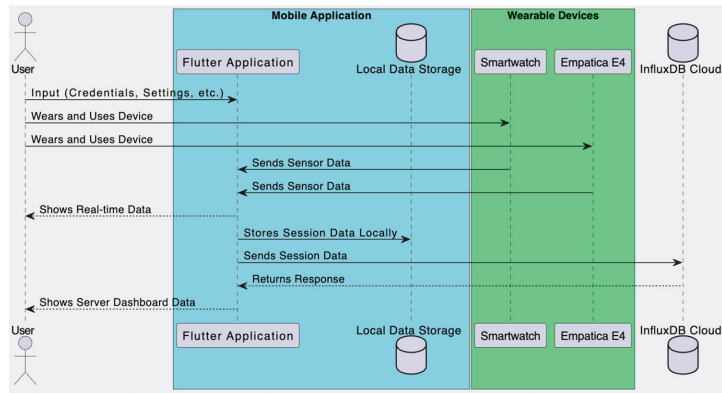 Mobile Application
Wearable Devices
User
Flutter Application
Local Data Storage
Smartwatch
Empatica E4
InfluxDB Cloud
Input (Credentials, Settings, etc.)
Wears and Uses Device
Wears and Uses Device
Sends Sensor Data
Sends Sensor Data
Shows Real-time Data
Stores Session Data Locally
Sends Session Data
Returns Response
Shows Server Dashboard Data
User
Flutter Application
Local Data Storage
Smartwatch
Empatica E4
InfluxDB Cloud